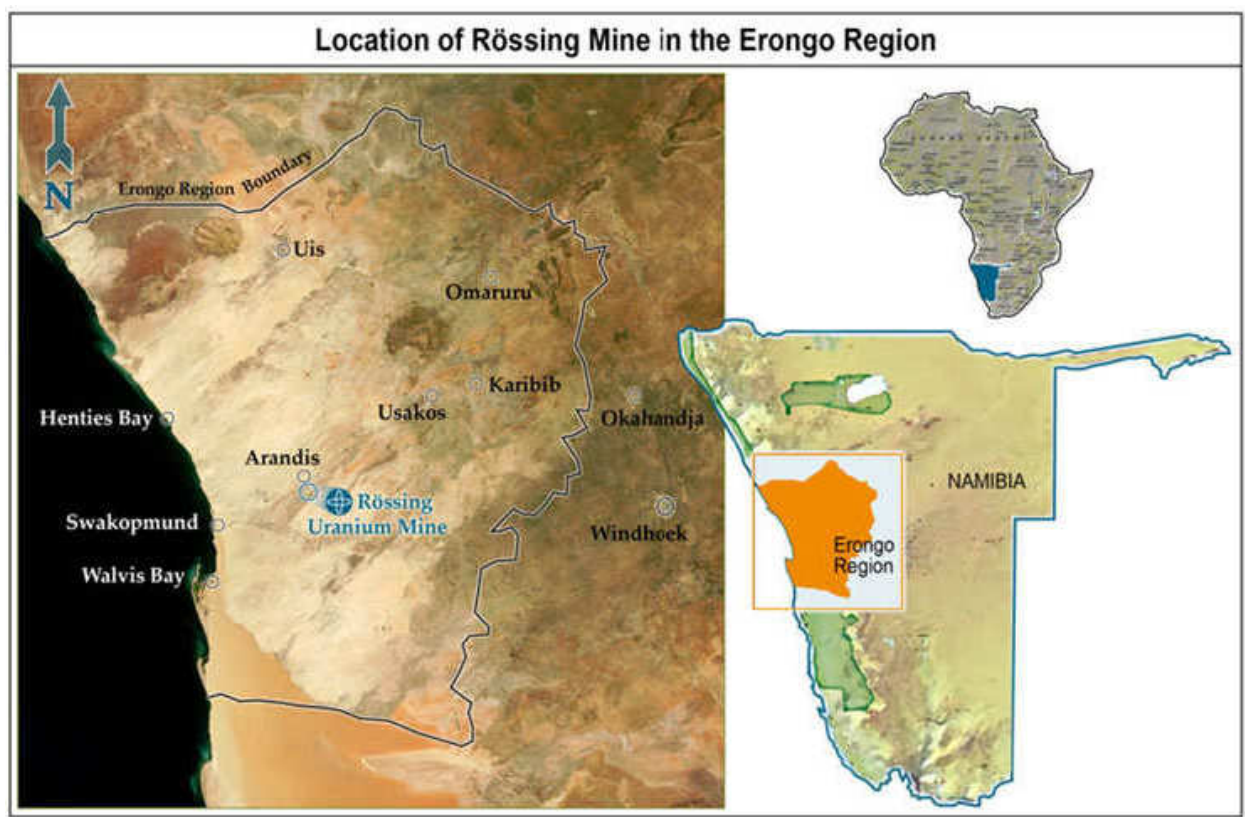 Location of Rössing Mine in the Erongo Region
N
Erongo Region Boundary
Uis
Omaruru
Karibib
Usakos
Okahandja
Henties Bay
Arandis
Rössing
Uranium Mine
Swakopmund
Windhoek
Walvis Bay
NAMIBIA
Erongo
Region